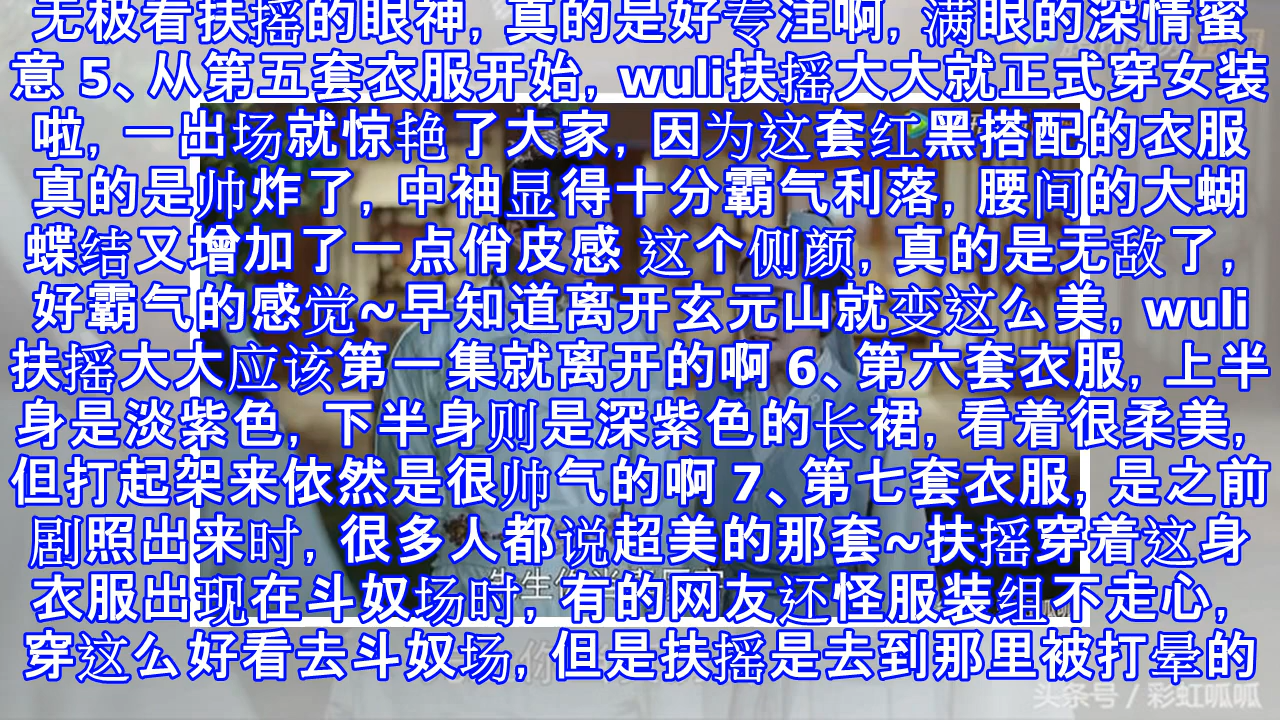 无极看扶摇的眼神, 真的是好专注啊, 满眼的深情蜜
意 5、从第五套衣服开始, wuli扶摇大大就正式穿女装
啦, 一出场就惊艳了大家, 因为这套红黑搭配的衣服
真的是帅炸了, 中袖显得十分霸气利落, 腰间的大蝴
蝶结又增加了一点俏皮感 这个侧颜, 真的是无敌了,
好霸气的感觉~早知道离开玄元山就变这么美, wuli
扶摇大大应该第一集就离开的啊 6、第六套衣服, 上半
身是淡紫色, 下半身则是深紫色的长裙, 看着很柔美,
但打起架来依然是很帅气的啊 7、第七套衣服, 是之前
剧照出来时, 很多人都说超美的那套~扶摇穿着这身
衣服出现在斗奴场时, 有的网友还怪服装组不走心,
穿这么好看去斗奴场, 但是扶摇是去到那里被打晕的
头条号 / 彩虹呱呱